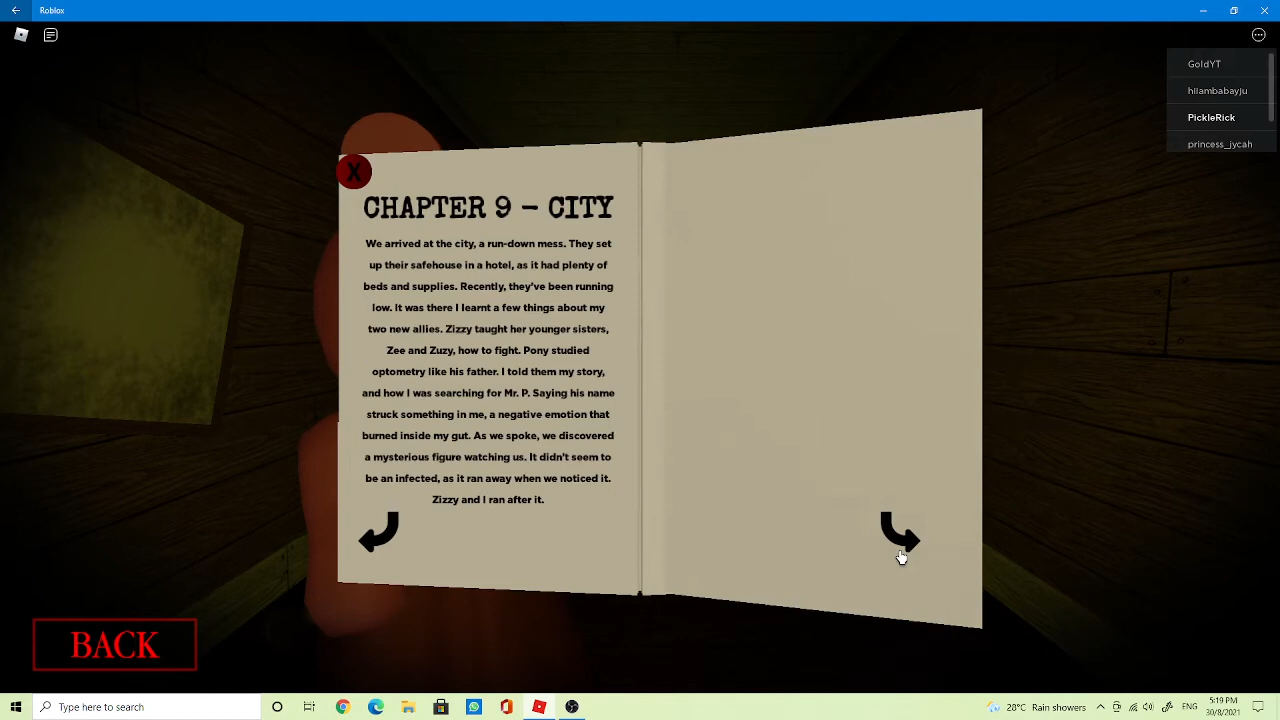 Roblox
GoldYT
hilambabayju
PickleRick
princess_jycah
X
CHAPTER 9 - CITY
We arrived at the city, a run-down mess. They set
up their safehouse in a hotel, as it had plenty of
beds and supplies. Recently, they've been running
low. It was there I learnt a few things about my
two new allies. Zizzy taught her younger sisters,
Zee and Zuzy, how to fight. Pony studied
optometry like his father. I told them my story,
and how I was searching for Mr. P. Saying his name
struck something in me, a negative emotion that
burned inside my gut. As we spoke, we discovered
a mysterious figure watching us. It didn't seem to
be an infected, as it ran away when we noticed it.
Zizzy and I ran after it.
BACK
Type here to search
28°C Rain showers
ENG
5:19 PM
30/8/2021